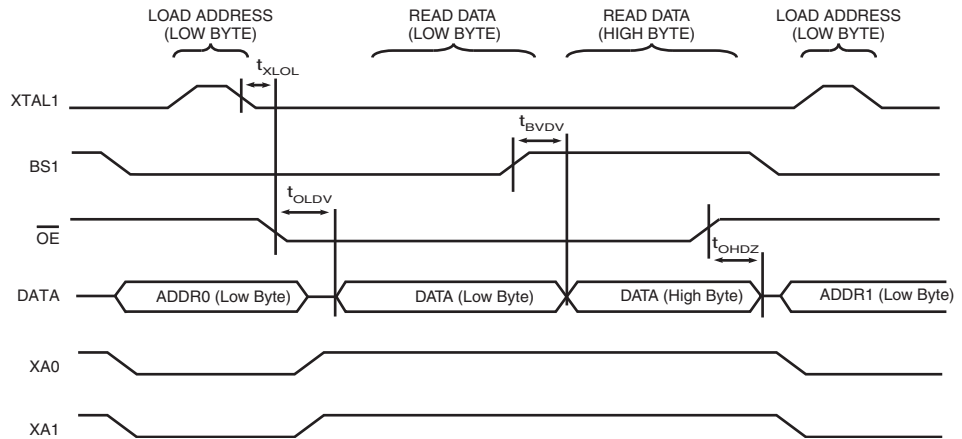 LOAD ADDRESS
(LOW BYTE)
READ DATA
(LOW BYTE)
READ DATA
(HIGH BYTE)
LOAD ADDRESS
(LOW BYTE)
tXLOL
XTAL1
tBVDV
BS1
tOLDV
OE
tOHDZ
DATA
ADDR0 (Low Byte)
DATA (Low Byte)
DATA (High Byte)
ADDR1 (Low Byte)
XA0
XA1